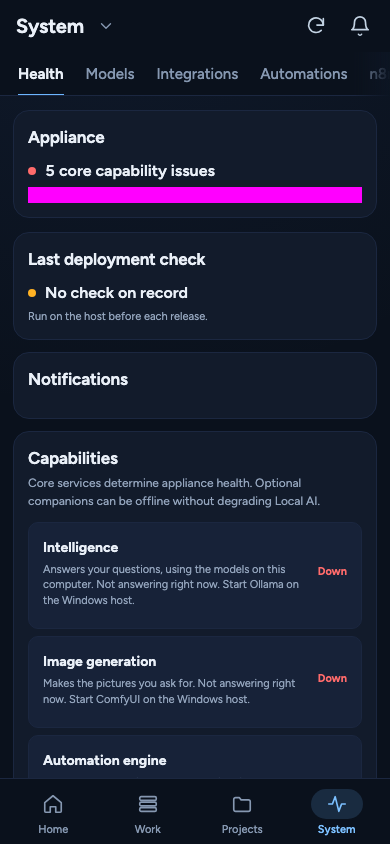 System
Health Models Integrations Automations n8
Appliance
5 core capability issues
Last deployment check
No check on record
Run on the host before each release.
Notifications
Capabilities
Core services determine appliance health. Optional
companions can be offline without degrading Local AI.
Intelligence
Answers your questions, using the models on this
computer. Not answering right now. Start Ollama on
the Windows host.
Down
Image generation
Makes the pictures you ask for. Not answering right
now. Start ComfyUI on the Windows host.
Down
Automation engine
Home Work Projects System